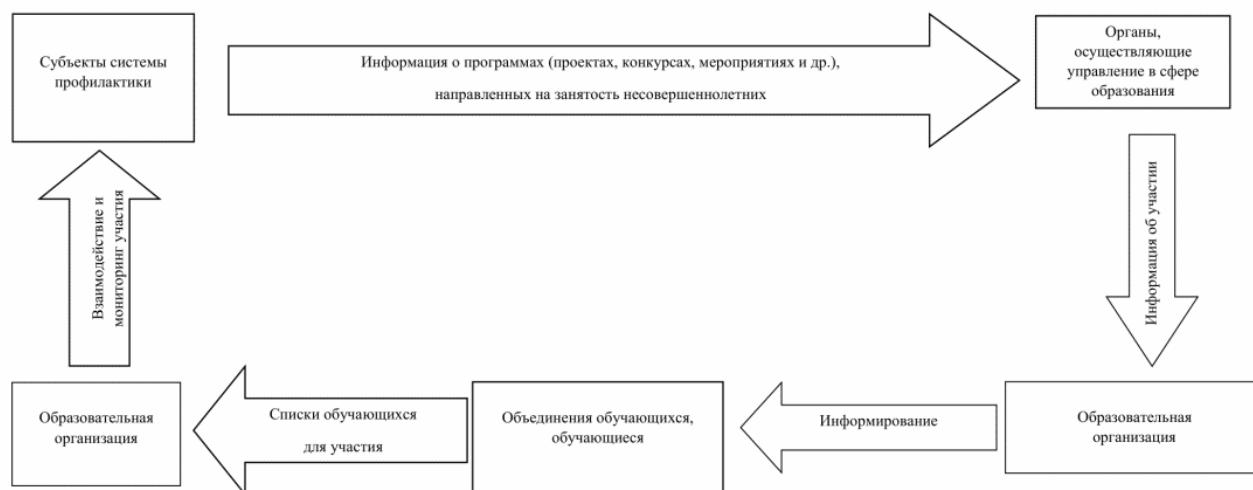 Субъекты системы
профилактики
Информация о программах (проектах, конкурсах, мероприятиях и др.),
направленных на занятость несовершеннолетних
Органы,
осуществляющие
управление в сфере
образования
Взаимодействие и
мониторинг участия
Информация об участии
Образовательная
организация
Списки обучающихся
для участия
Объединения обучающихся,
обучающиеся
Информирование
Образовательная
организация